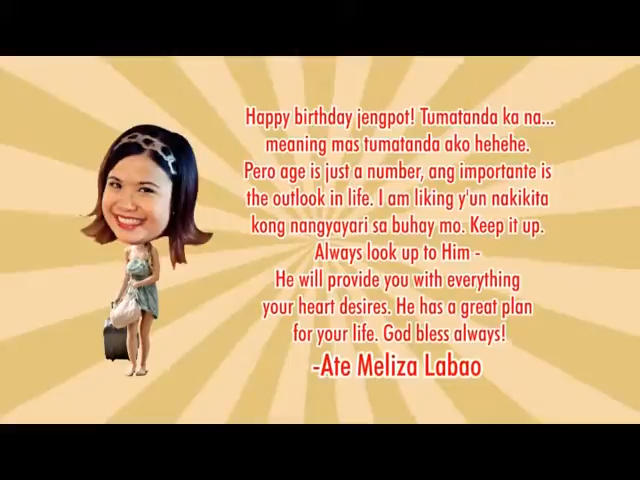 Happy birthday jengpot! Tumatanda ka na...
meaning mas tumatanda ako hehehe.
Pero age is just a number, ang importante is
the outlook in life. I am liking y'un nakikita
kong nangyayari sa buhay mo. Keep it up.
Always look up to Him -
He will provide you with everything
your heart desires. He has a great plan
for your life. God bless always!
-Ate Meliza Labao